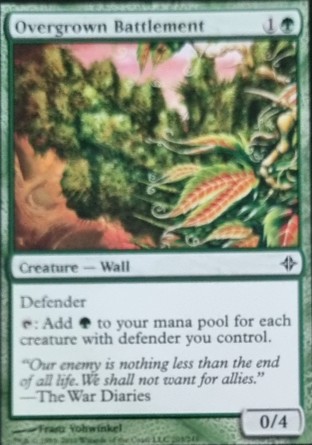 Overgrown Battlement 1
Creature — Wall
Defender
: Add to your mana pool for each
creature with defender you control.
"Our enemy is nothing less than the end
of all life. We shall not want for allies."
—The War Diaries
Franz Vohwinkel
0/4